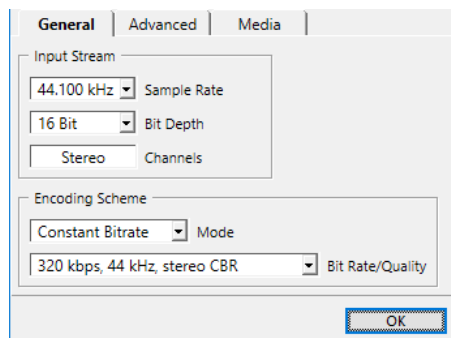 General Advanced Media
Input Stream
44.100 kHz Sample Rate
16 Bit Bit Depth
Stereo Channels
Encoding Scheme
Constant Bitrate Mode
320 kbps, 44 kHz, stereo CBR Bit Rate/Quality
OK